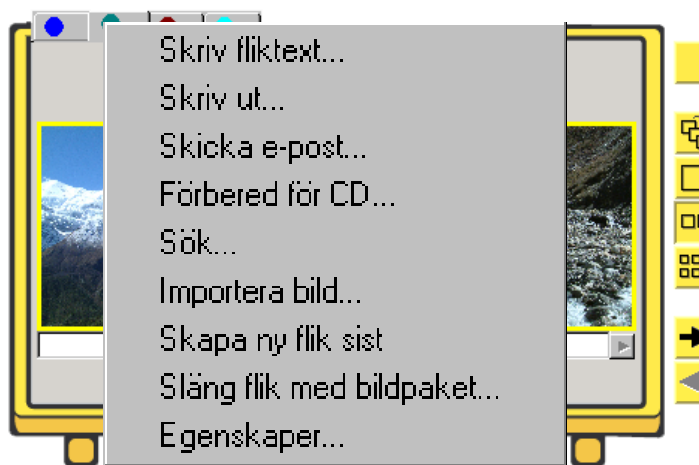 Skriv fliktext...
Skriv ut...
Skicka e-post...
Förbered för CD...
Sök...
Importera bild...
Skapa ny flik sist
Släng flik med bildpaket...
Egenskaper...